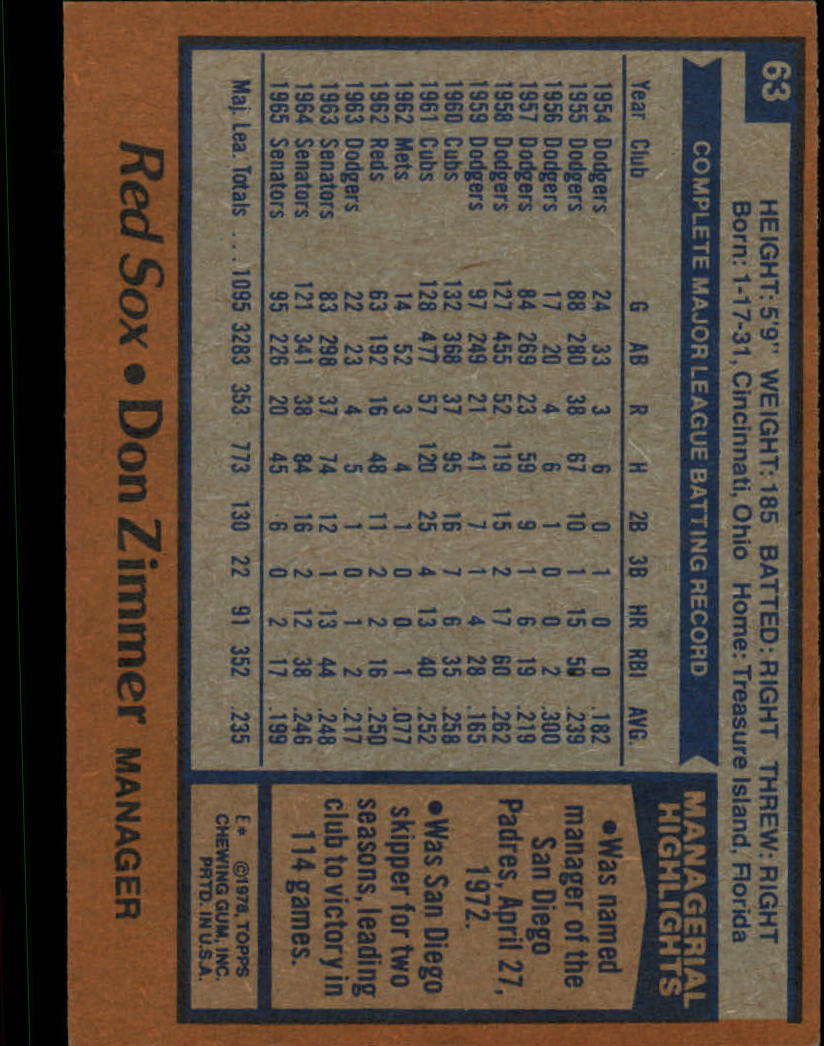 63
HEIGHT: 5'9" WEIGHT: 185 BATTED: RIGHT THREW: RIGHT
Born: 1-17-31, Cincinnati, Ohio Home: Treasure Island, Florida
COMPLETE MAJOR LEAGUE BATTING RECORD
Year Club G AB R H 2B 3B HR RBI AVG.
1954 Dodgers 24 33 3 6 0 1 0 0 .182
1955 Dodgers 88 280 38 67 10 1 15 50 .239
1956 Dodgers 17 20 4 6 1 0 0 2 .300
1957 Dodgers 84 269 23 59 9 1 6 19 .219
1958 Dodgers 127 455 52 119 15 2 17 60 .262
1959 Dodgers 97 249 21 41 7 1 4 28 .165
1960 Cubs 132 368 37 95 16 7 6 35 .258
1961 Cubs 128 477 57 120 25 4 13 40 .252
1962 Mets 14 52 3 4 1 0 0 1 .077
1962 Reds 63 192 16 48 11 2 2 16 .250
1963 Dodgers 22 23 4 5 1 0 1 2 .217
1963 Senators 83 298 37 74 12 1 13 44 .248
1964 Senators 121 341 38 84 16 2 12 38 .246
1965 Senators 95 226 20 45 6 0 2 17 .199
Maj. Lea. Totals ... 1095 3283 353 773 130 22 91 352 .235
MANAGERIAL
HIGHLIGHTS
•Was named
manager of the
San Diego
Padres, April 27,
1972.
•Was San Diego
skipper for two
seasons, leading
club to victory in
114 games.
E* ©1978, TOPPS
CHEWING GUM, INC.
PRTD. IN U.S.A.
Red Sox • Don Zimmer MANAGER